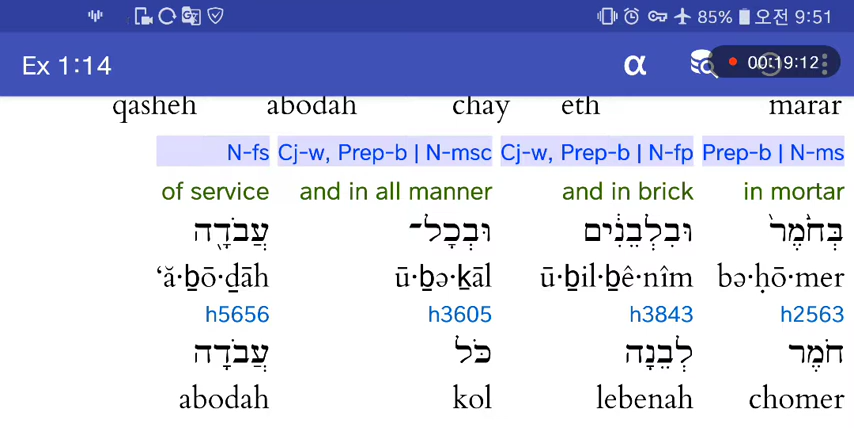 85% 오전 9:51
Ex 1:14 α 00:19:12
qasheh abodah chay eth marar
N-fs Cj-w, Prep-b | N-msc Cj-w, Prep-b | N-fp Prep-b | N-ms
of service and in all manner and in brick in mortar
עֲבֹדָ֖ה וּבְכָל־ וּבִלְבֵנִ֔ים בְּחֹ֙מֶר֙
‘ă·ḇō·ḏāh ū·ḇə·ḵāl ū·ḇil·ḇê·nîm bə·ḥō·mer
h5656 h3605 h3843 h2563
עֲבֹדָה כֹּל לְבֵנָה חֹמֶר
abodah kol lebenah chomer